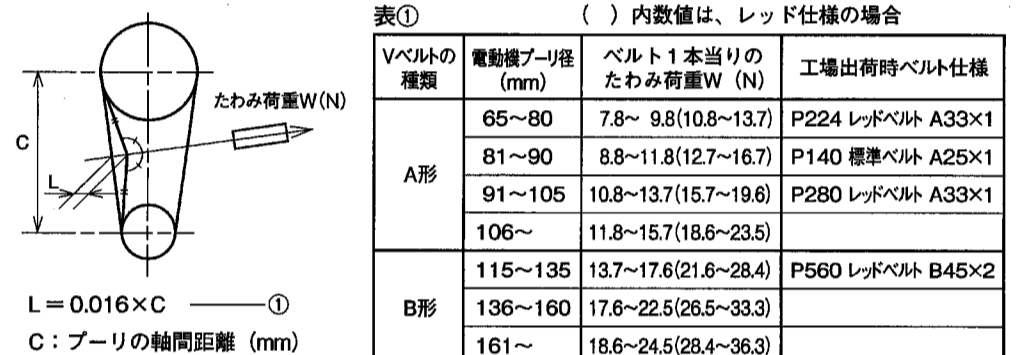 表① ( ) 内数値は、レッド仕様の場合
たわみ荷重W(N)
C
L
L=0.016×C ―――①
C:プーリの軸間距離 (mm)
Vベルトの種類 電動機プーリ径(mm) ベルト1本当りのたわみ荷重W (N) 工場出荷時ベルト仕様
A形
65~80 7.8~ 9.8(10.8~13.7) P224 レッドベルト A33×1
81~90 8.8~11.8(12.7~16.7) P140 標準ベルト A25×1
91~105 10.8~13.7(15.7~19.6) P280 レッドベルト A33×1
106~ 11.8~15.7(18.6~23.5)
B形
115~135 13.7~17.6(21.6~28.4) P560 レッドベルト B45×2
136~160 17.6~22.5(26.5~33.3)
161~ 18.6~24.5(28.4~36.3)